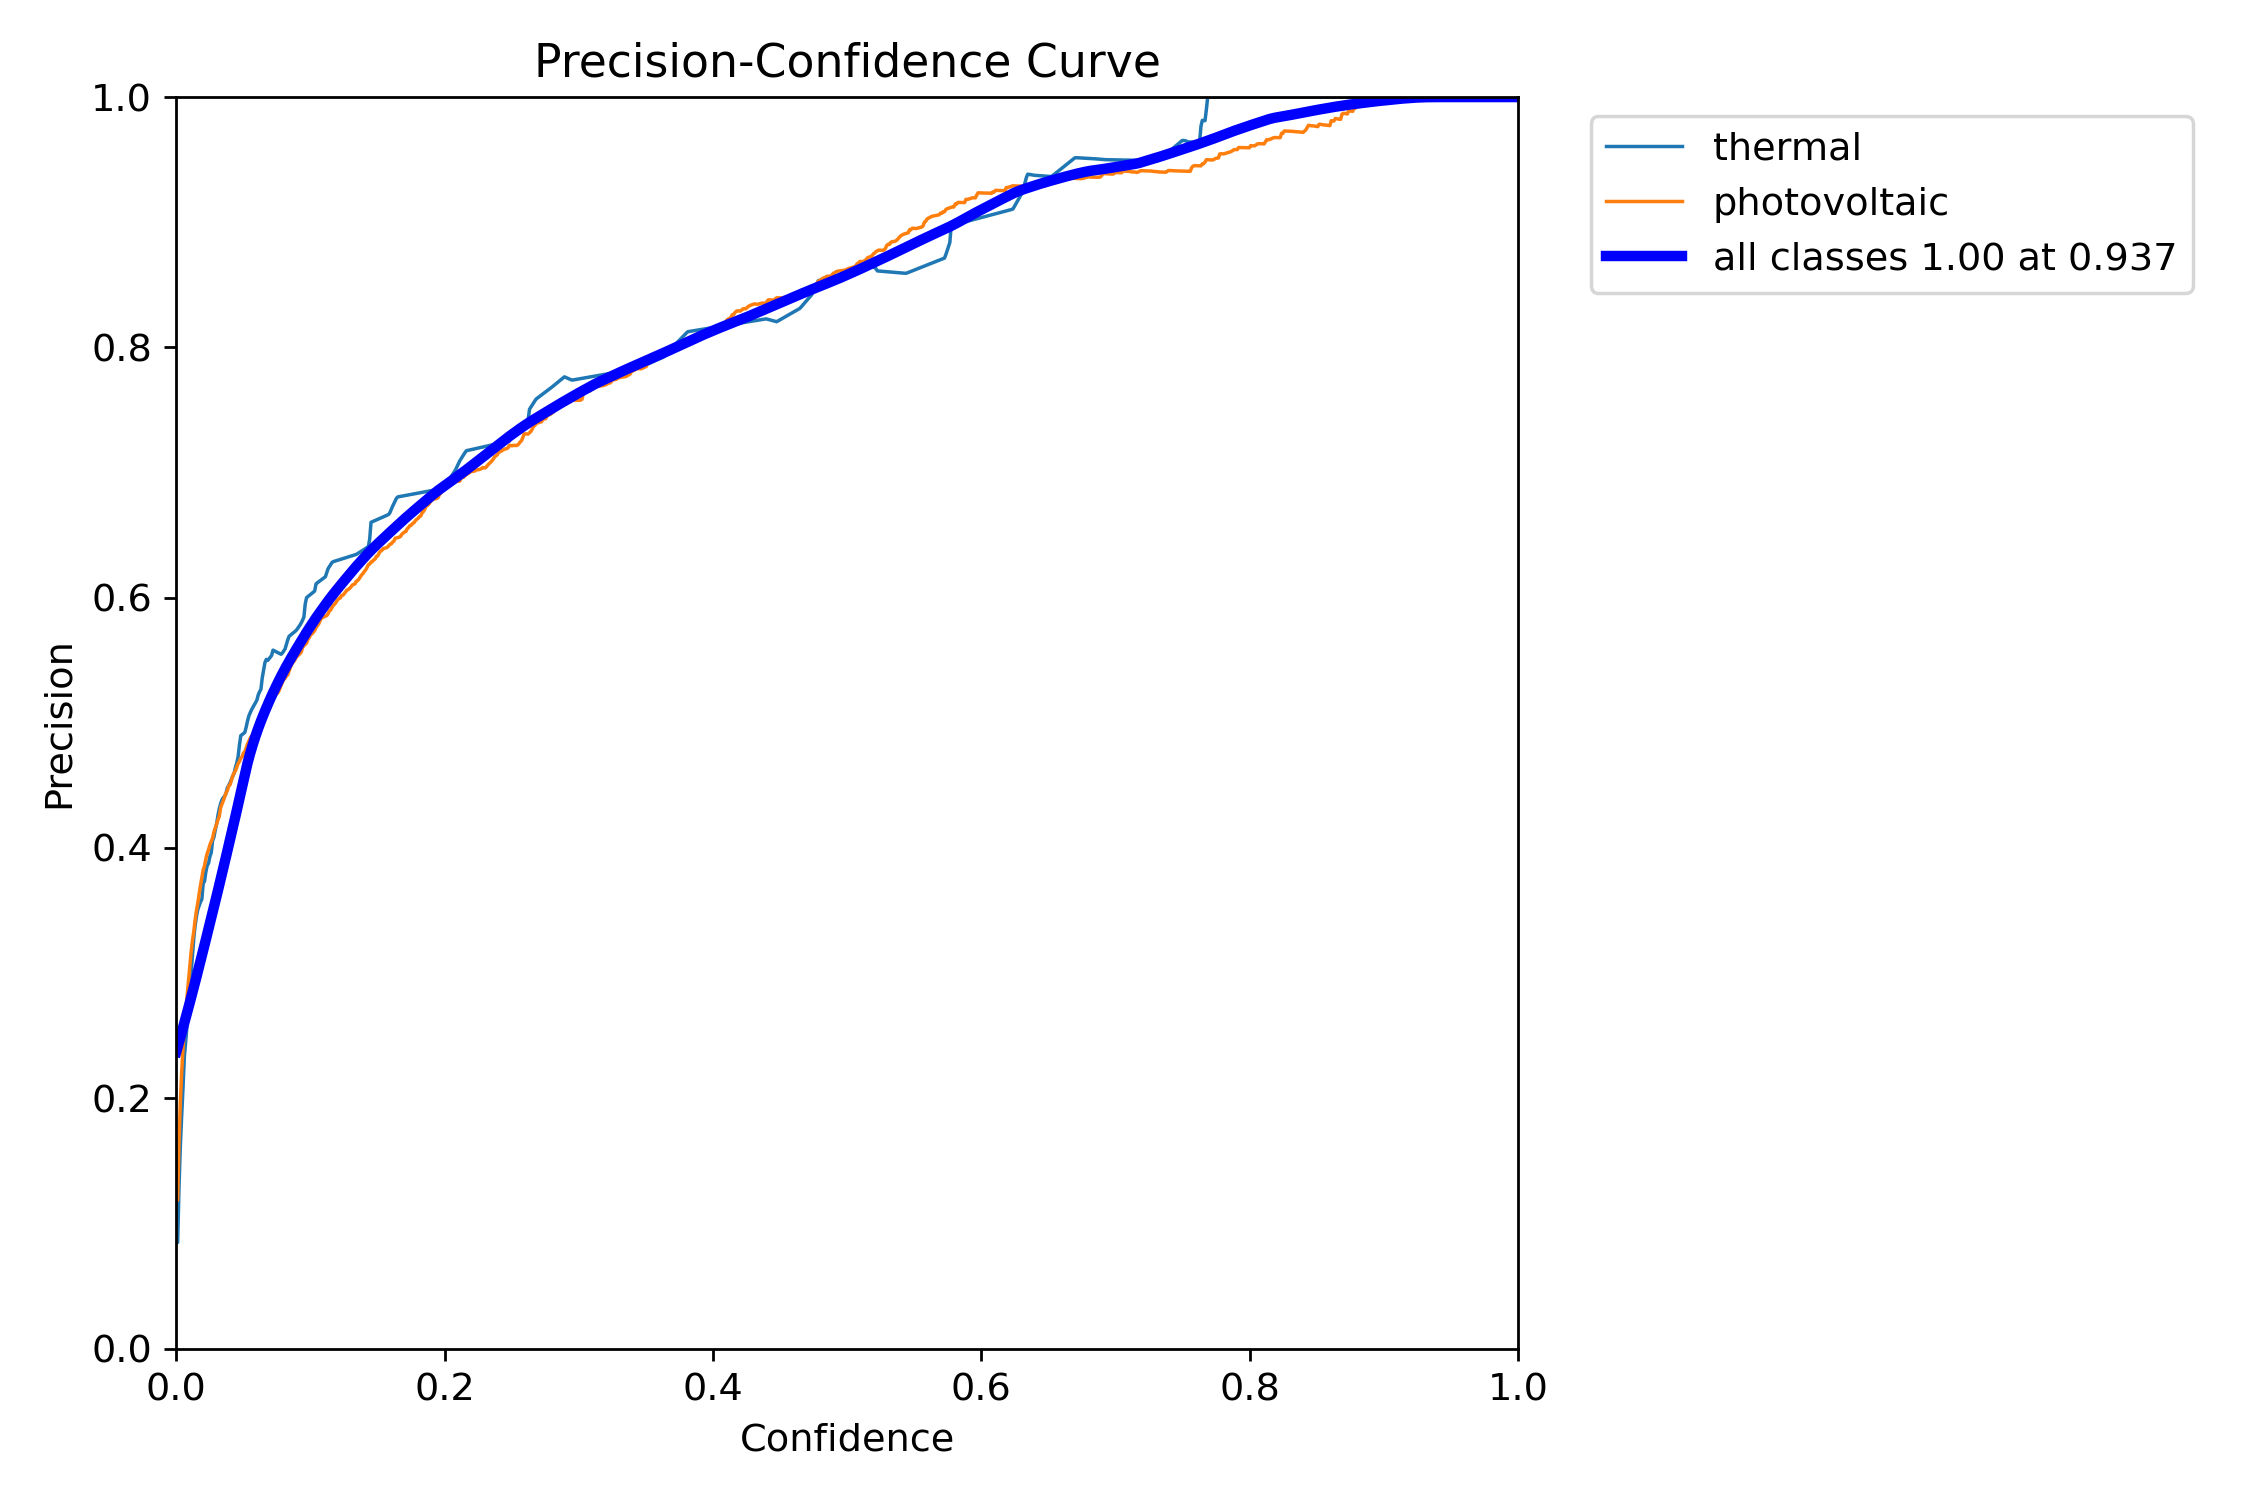 Precision-Confidence Curve
1.0
0.8
0.6
0.4
0.2
0.0
Precision
0.0 0.2 0.4 0.6 0.8 1.0
Confidence
thermal
photovoltaic
all classes 1.00 at 0.937